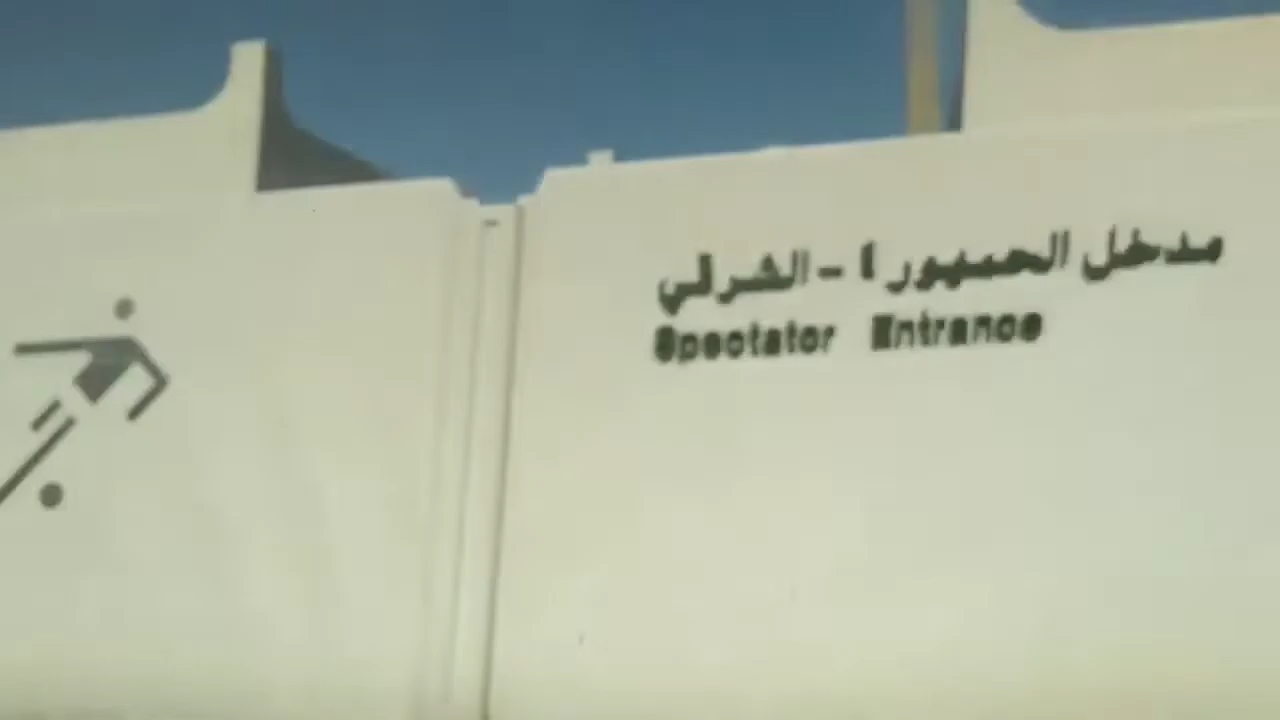 مدخل الجمهور ١ - الشرقي
Spectator Entrance